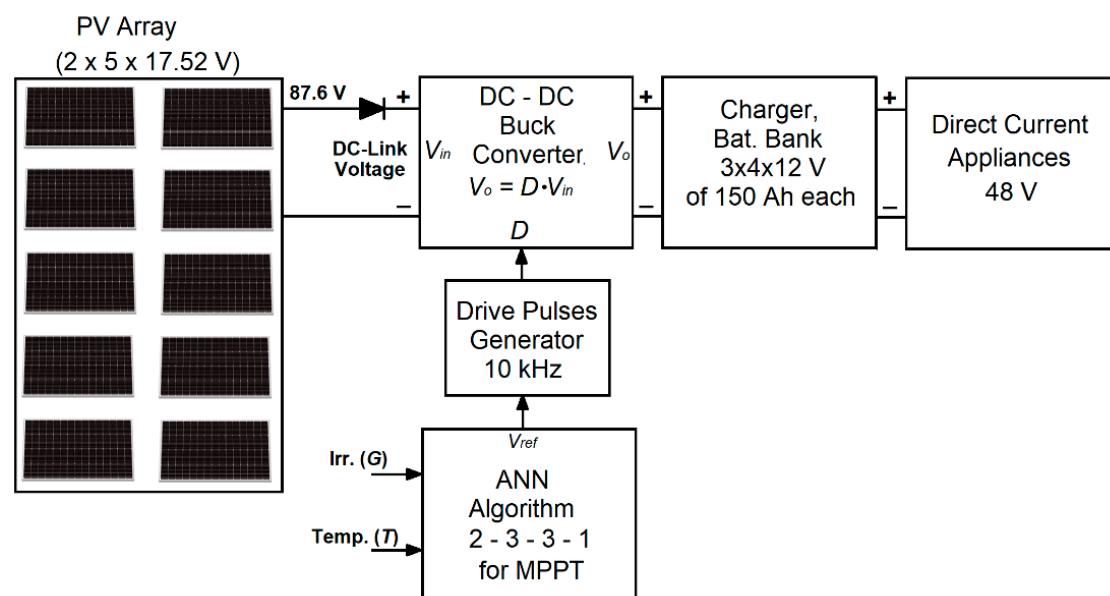 PV Array
(2 x 5 x 17.52 V)
87.6 V
DC-Link
Voltage
+
–
Vin
DC - DC
Buck
Converter,
Vo = D·Vin
Vo
D
+
–
Charger,
Bat. Bank
3x4x12 V
of 150 Ah each
+
–
Direct Current
Appliances
48 V
Drive Pulses
Generator
10 kHz
Vref
Irr. (G)
Temp. (T)
ANN
Algorithm
2 - 3 - 3 - 1
for MPPT